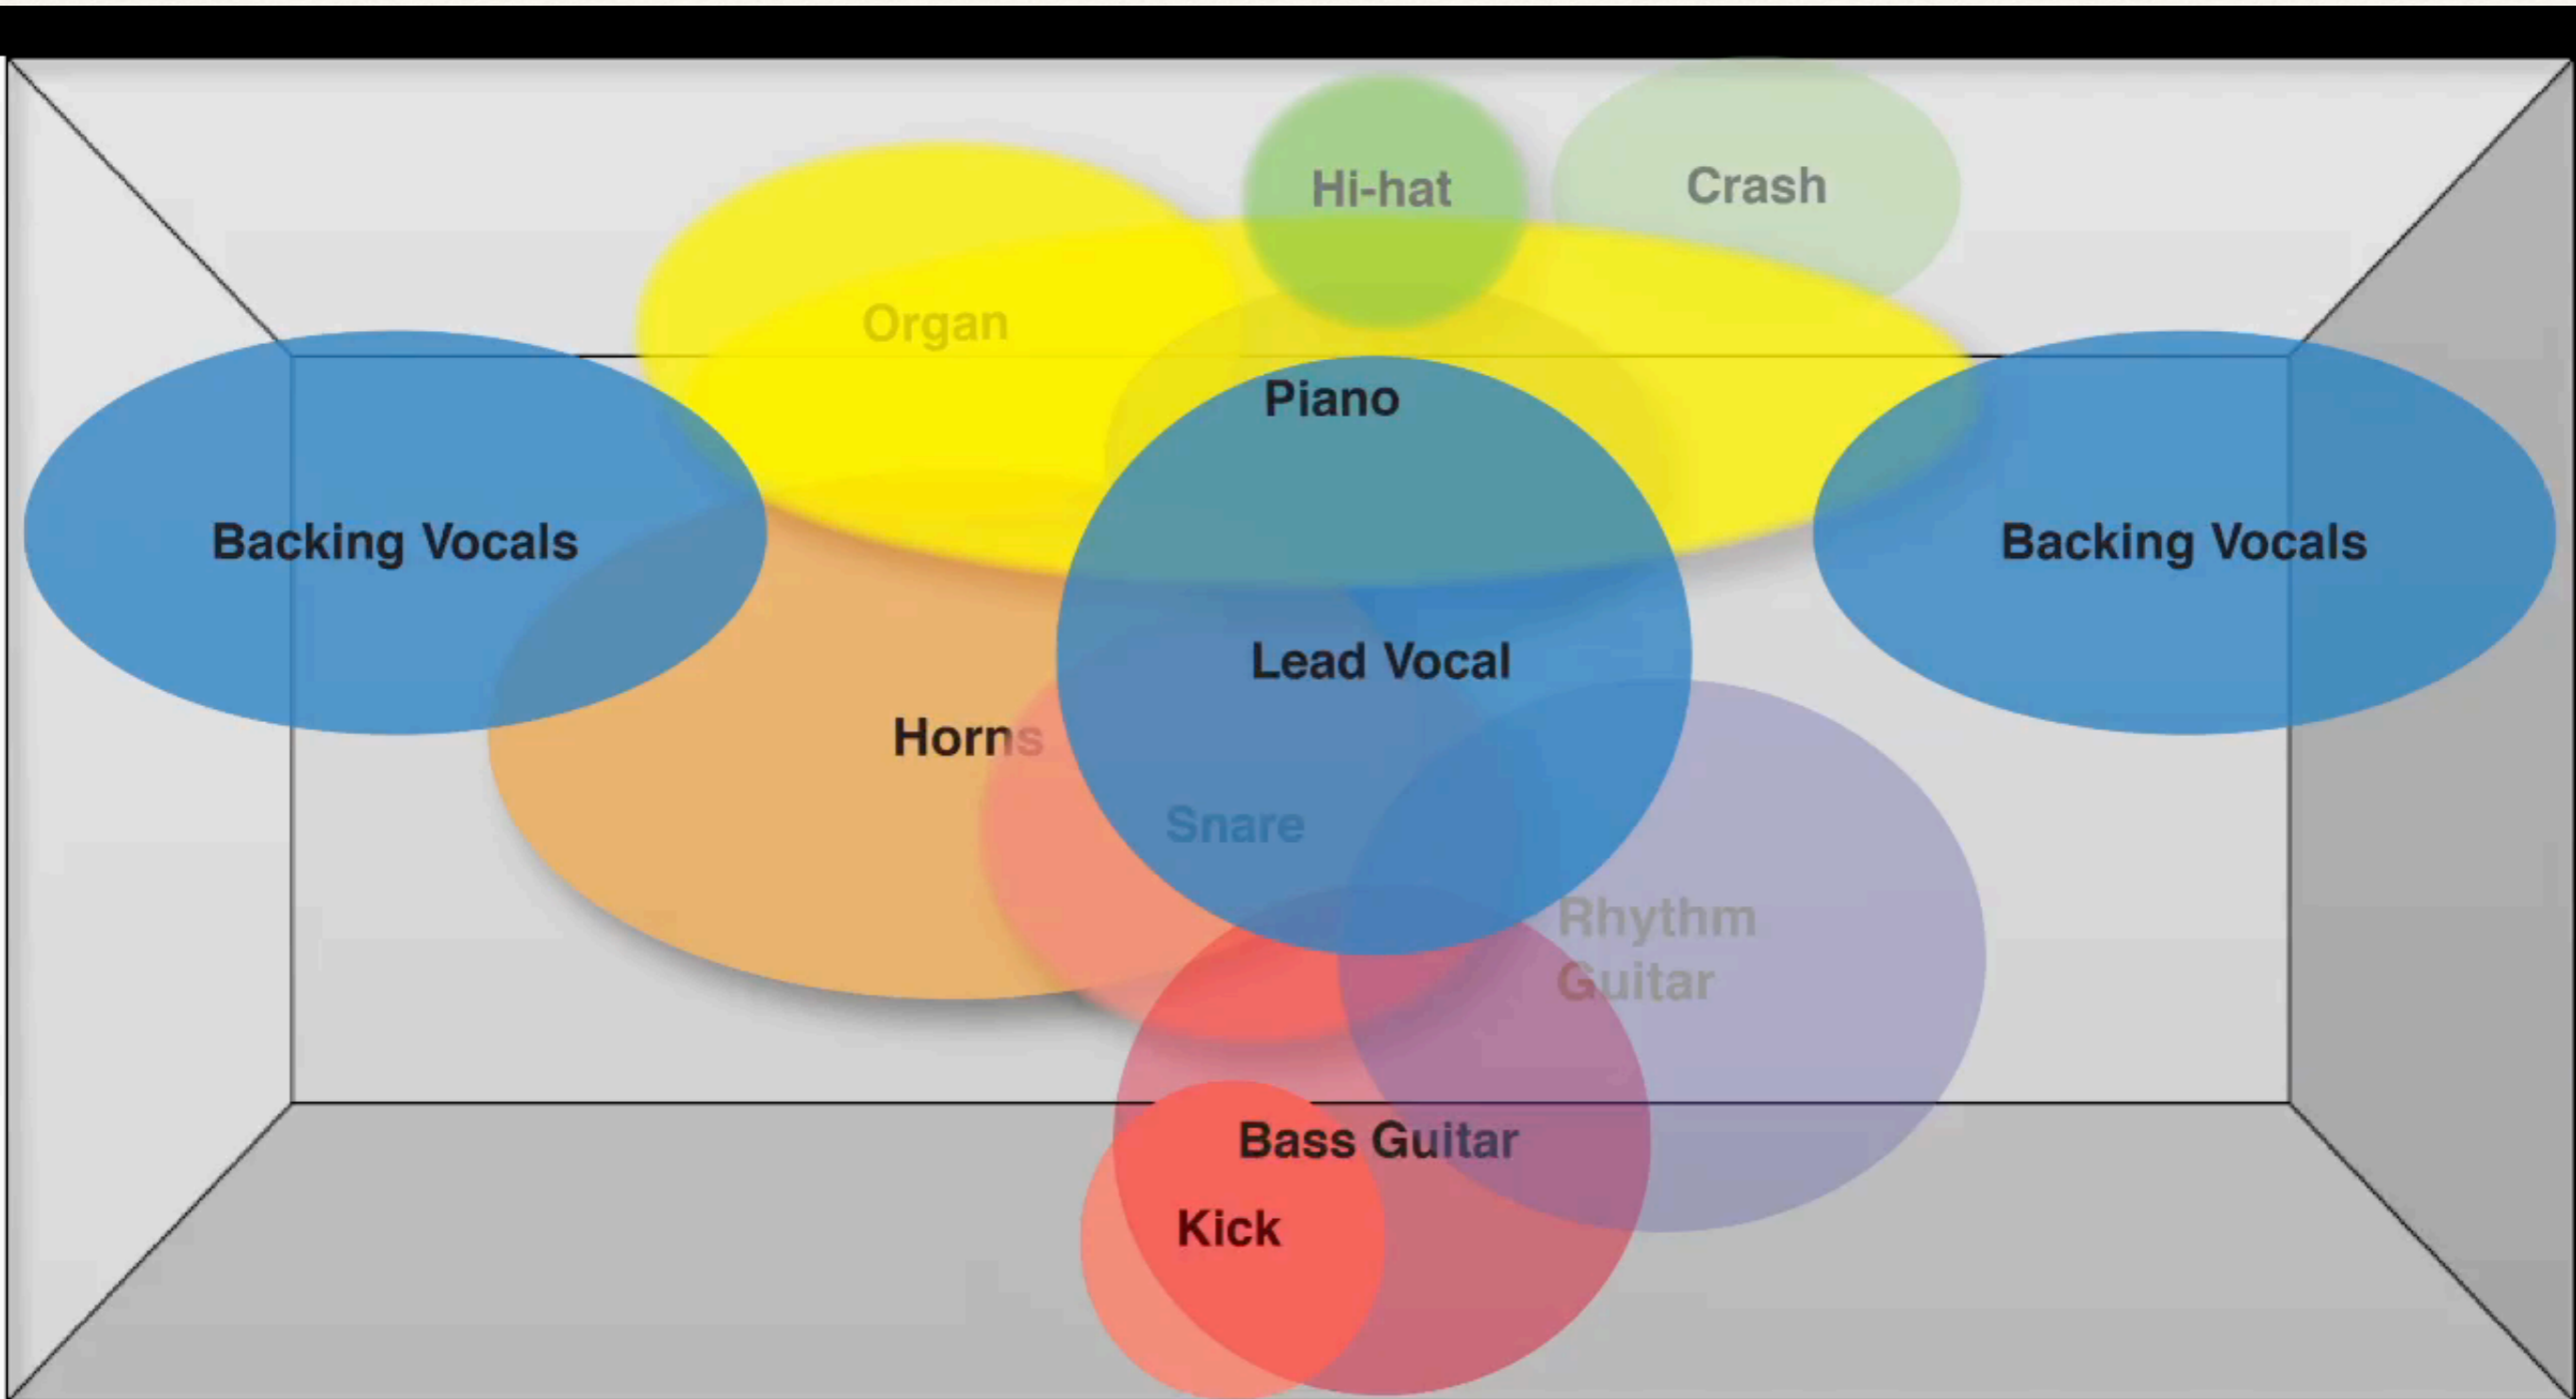 Hi-hat
Crash
Organ
Piano
Backing Vocals
Backing Vocals
Lead Vocal
Horns
Snare
Rhythm
Guitar
Bass Guitar
Kick